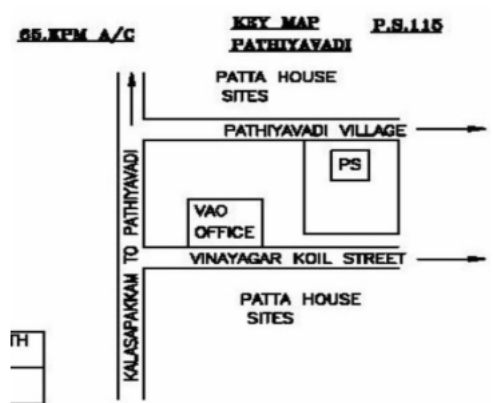 65.KPM A/C
KEY MAP
P.S.115
PATHIYAVADI
PATTA HOUSE
SITES
PATHIYAVADI VILLAGE
PS
KALASAPAKKAM TO PATHIYAVADI
VAO
OFFICE
VINAYAGAR KOIL STREET
PATTA HOUSE
SITES
TH